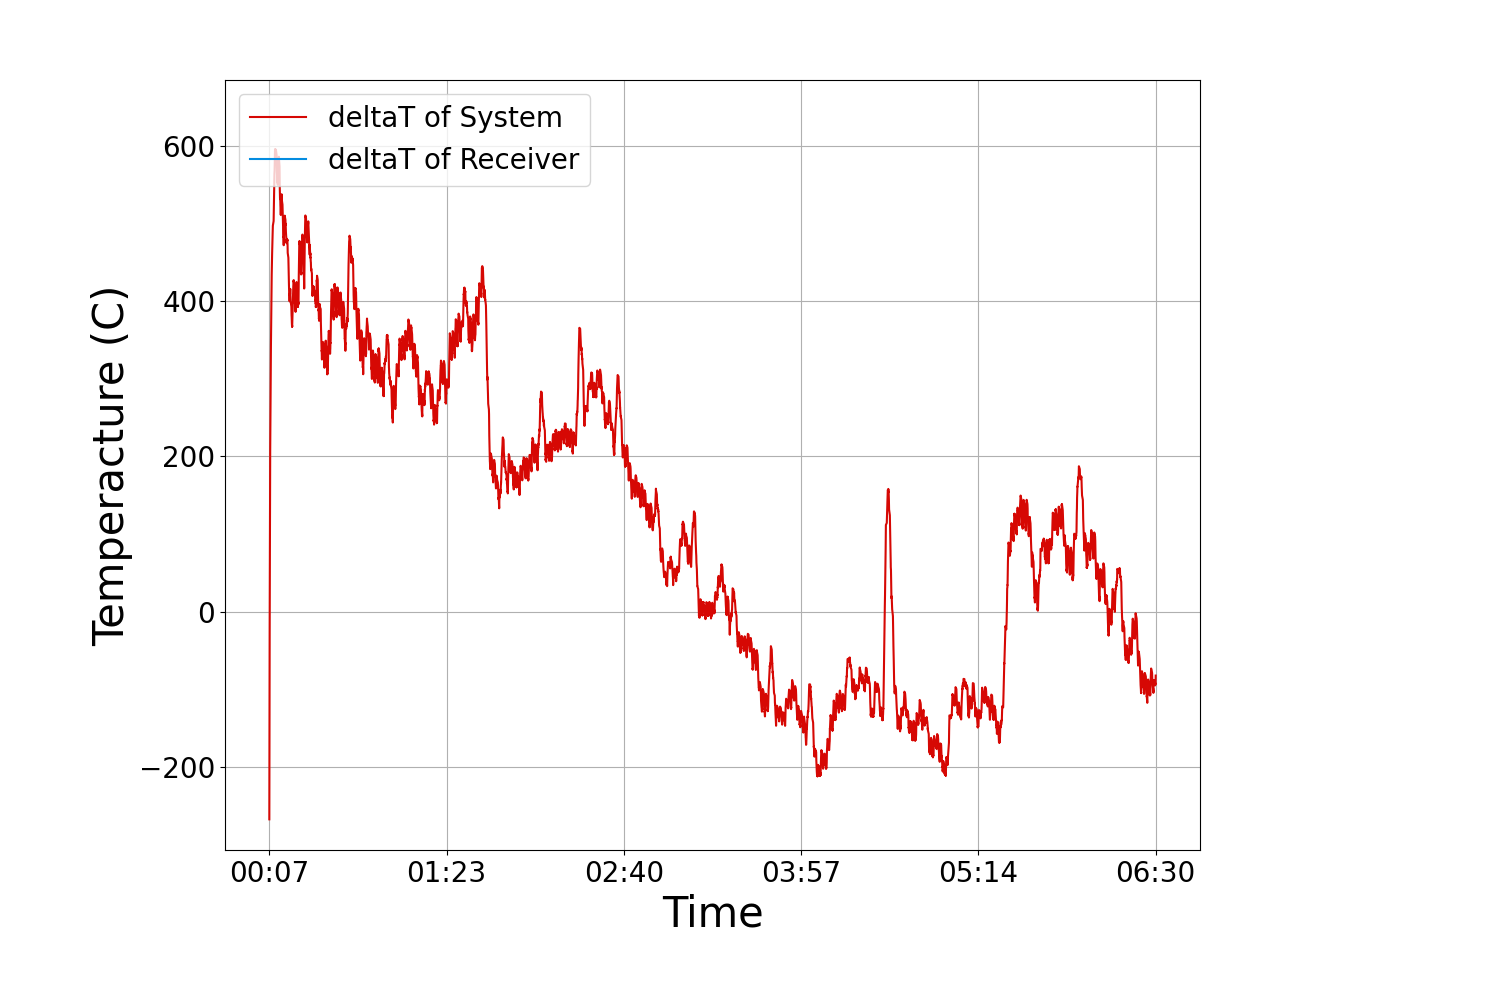 deltaT of System
deltaT of Receiver
Temperacture (C)
600
400
200
0
−200
00:07 01:23 02:40 03:57 05:14 06:30
Time